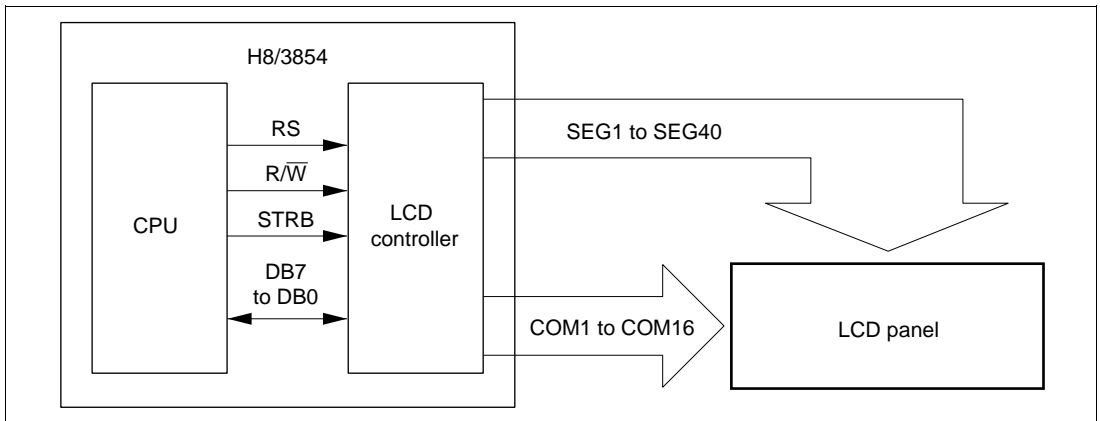 H8/3854
CPU
RS
R/W̅
STRB
DB7
to DB0
LCD
controller
SEG1 to SEG40
COM1 to COM16
LCD panel